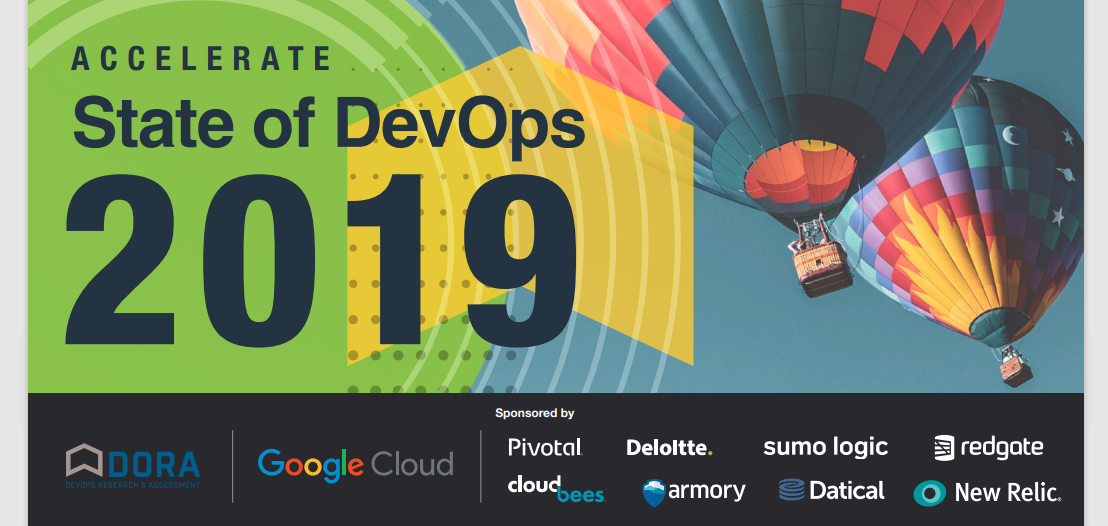 ACCELERATE
State of DevOps
2019
Sponsored by
DORA
DEVOPS RESEARCH & ASSESSMENT
Google Cloud
Pivotal
Deloitte.
sumo logic
redgate
cloudbees
armory
Datical
New Relic.